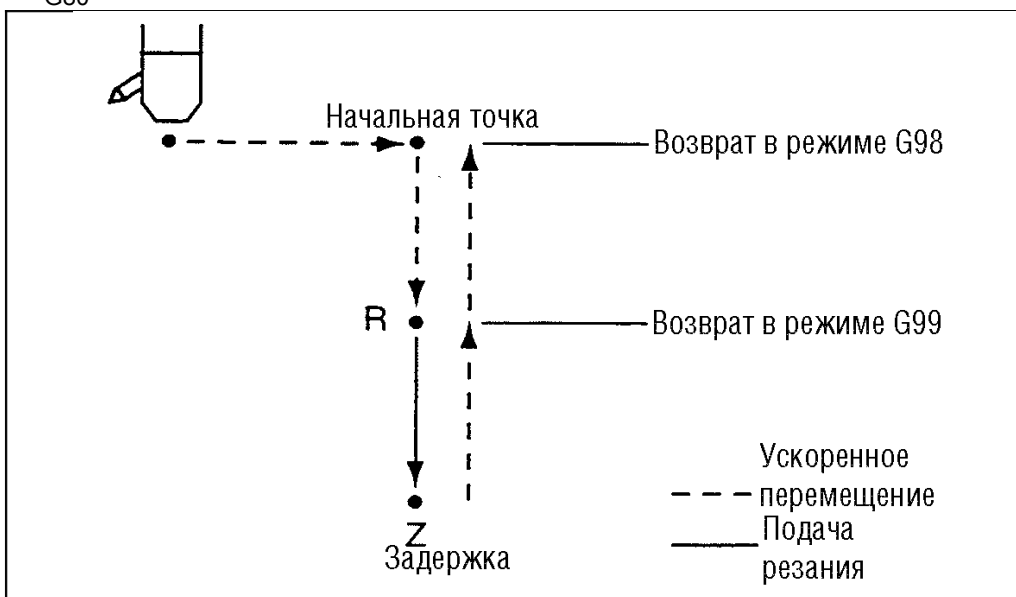 Начальная точка
Возврат в режиме G98
R
Возврат в режиме G99
Z
Задержка
Ускоренное
перемещение
Подача
резания